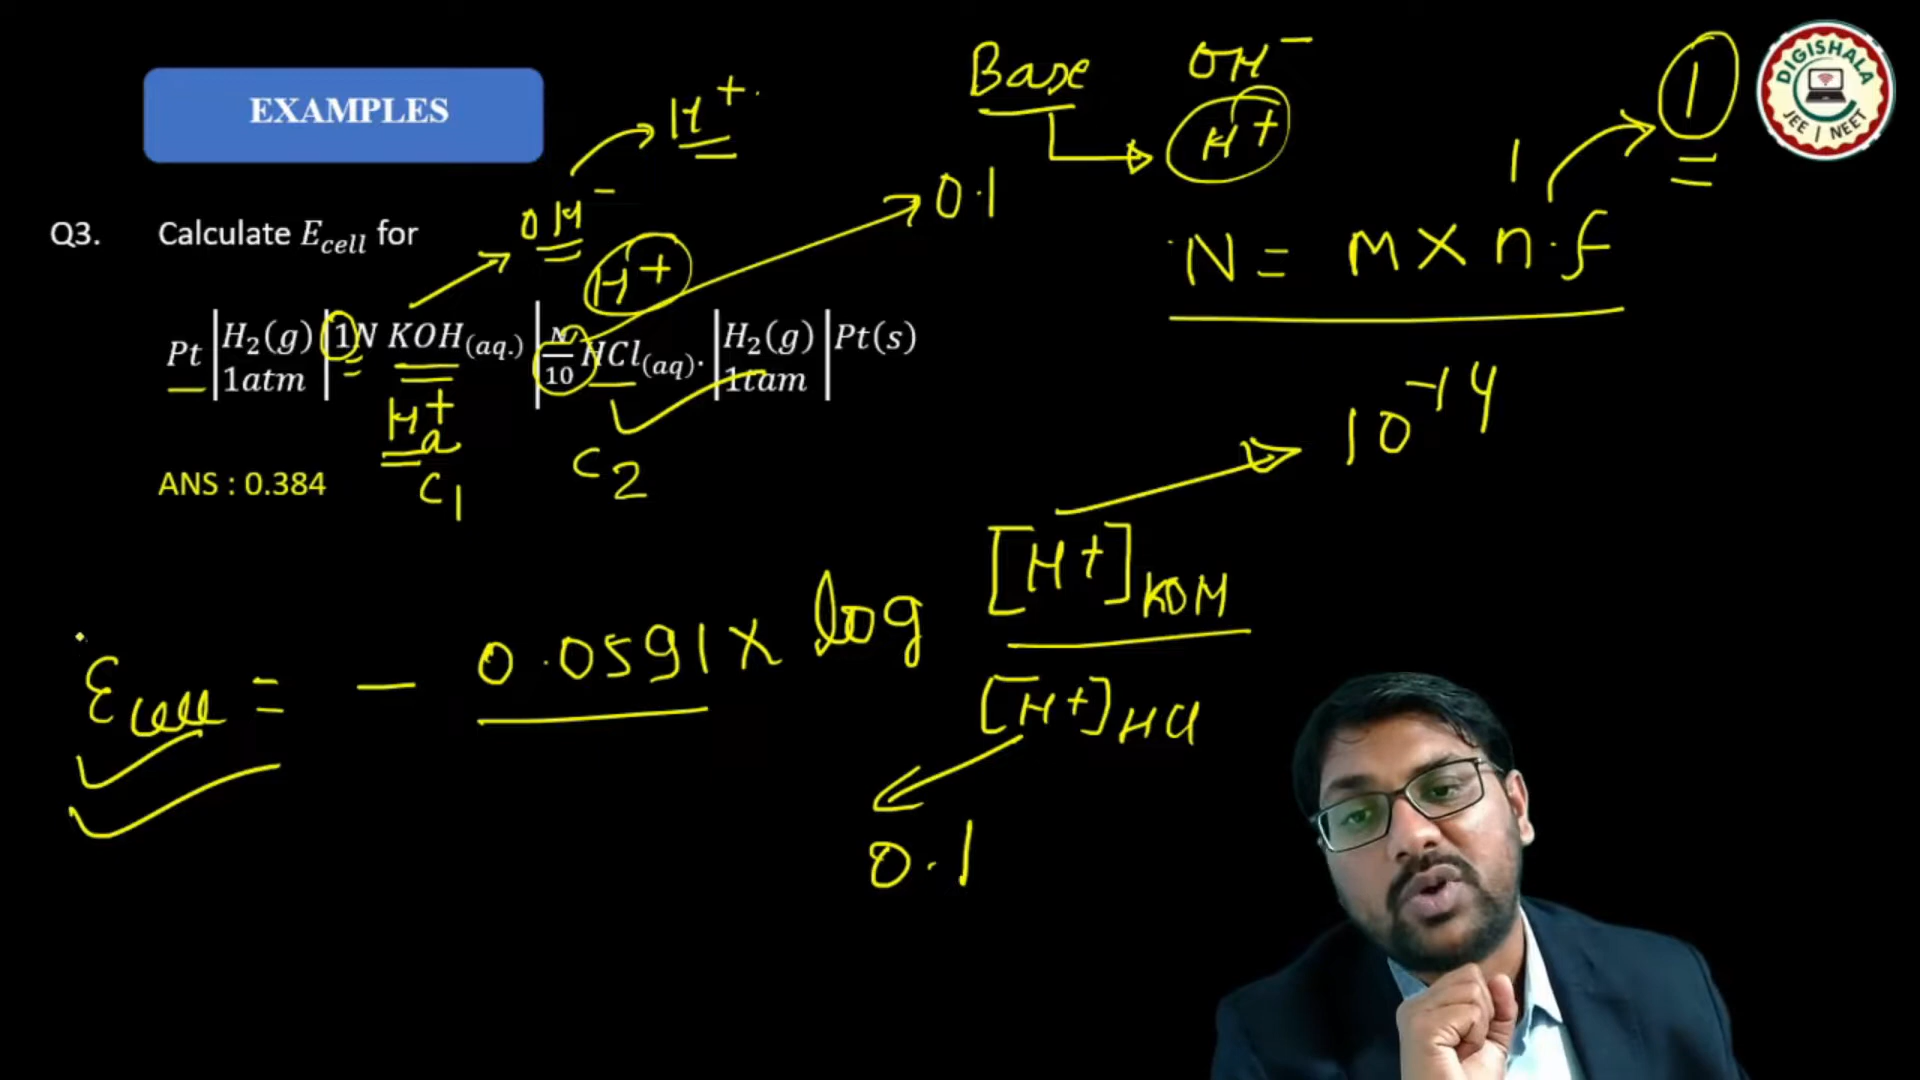 EXAMPLES
Base
OH⁻
H⁺
1
DIGISHALA
JEE | NEET
H⁺
0.1
1
OH⁻
H⁺
N = M × n.f
Q3. Calculate E_cell for
Pt | H₂(g) 1atm | 1N KOH(aq.) | N/10 HCl(aq). | H₂(g) 1tam | Pt(s)
H⁺
a
C₁
C₂
10⁻¹⁴
ANS : 0.384
Ecell = - 0.0591 × log [H⁺]KOH / [H⁺]HCl
0.1